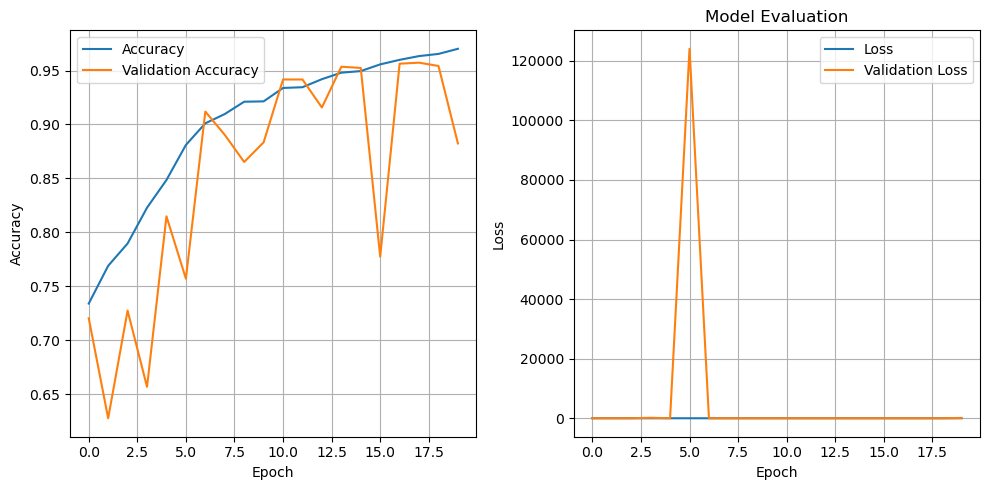 Accuracy
Validation Accuracy
0.95
0.90
0.85
0.80
0.75
0.70
0.65
Accuracy
0.0 2.5 5.0 7.5 10.0 12.5 15.0 17.5
Epoch
Model Evaluation
Loss
Validation Loss
120000
100000
80000
60000
40000
20000
0
Loss
0.0 2.5 5.0 7.5 10.0 12.5 15.0 17.5
Epoch